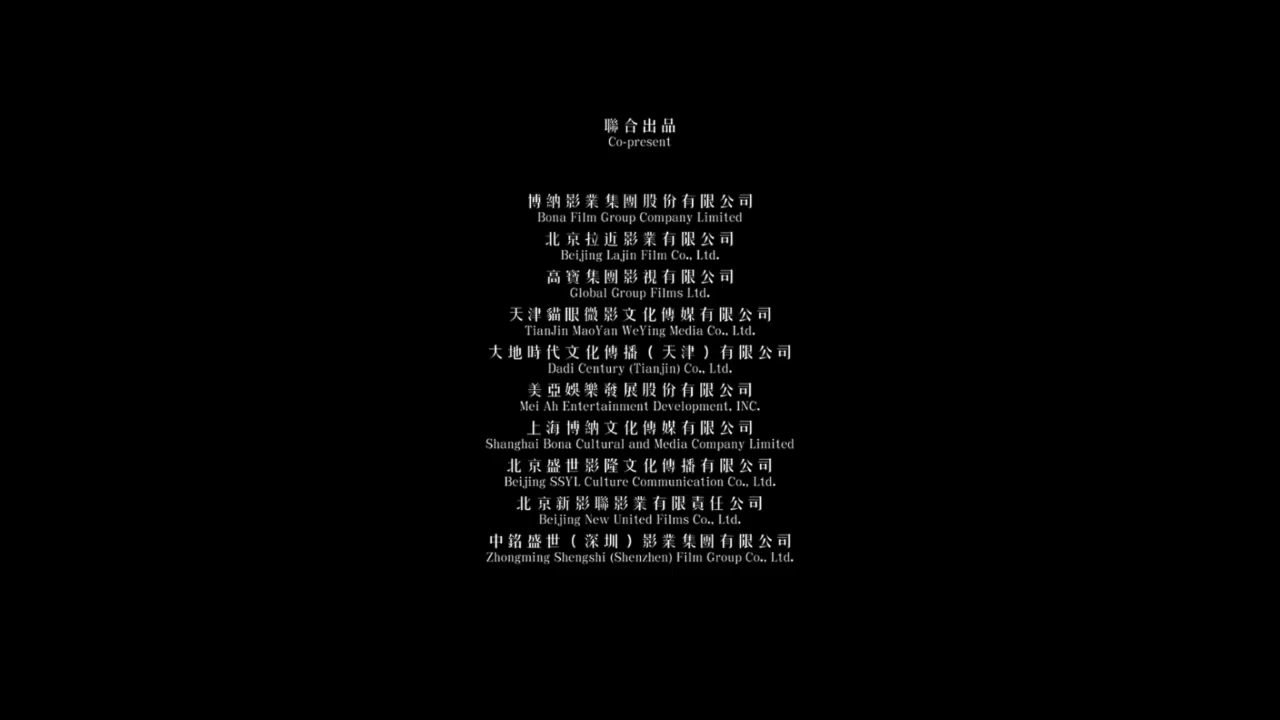 聯合出品
Co-present
博納影業集團股份有限公司
Bona Film Group Company Limited
北京拉近影業有限公司
Beijing Lajin Film Co., Ltd.
高寶集團影視有限公司
Global Group Films Ltd.
天津貓眼微影文化傳媒有限公司
TianJin MaoYan WeYing Media Co., Ltd.
大地時代文化傳播（天津）有限公司
Dadi Century (Tianjin) Co., Ltd.
美亞娛樂發展股份有限公司
Mei Ah Entertainment Development, INC.
上海博納文化傳媒有限公司
Shanghai Bona Cultural and Media Company Limited
北京盛世影隆文化傳播有限公司
Beijing SSYL Culture Communication Co., Ltd.
北京新影聯影業有限責任公司
Beijing New United Films Co., Ltd.
中銘盛世（深圳）影業集團有限公司
Zhongming Shengshi (Shenzhen) Film Group Co., Ltd.